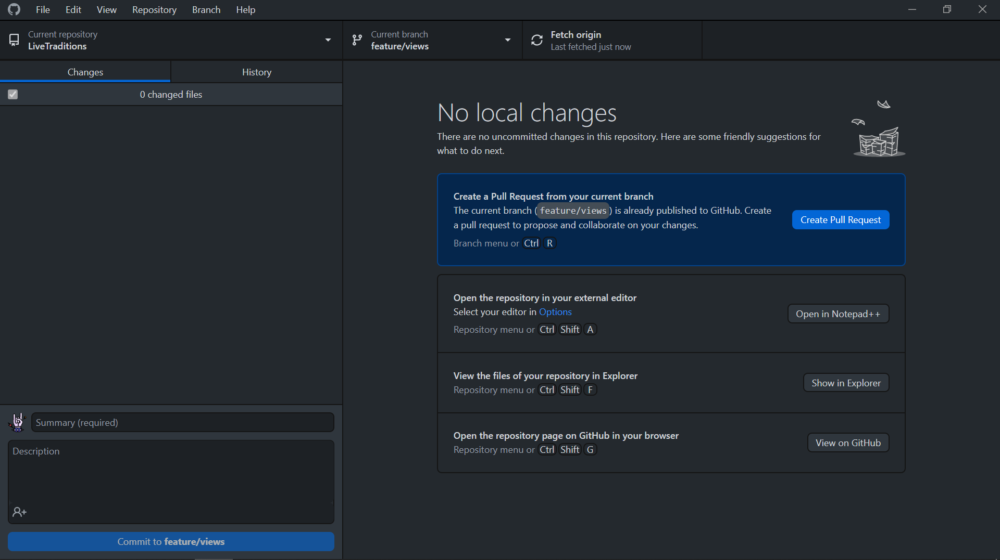 File Edit View Repository Branch Help
Current repository
LiveTraditions
Current branch
feature/views
Fetch origin
Last fetched just now
Changes
History
0 changed files
No local changes
There are no uncommitted changes in this repository. Here are some friendly suggestions for
what to do next.
Create a Pull Request from your current branch
The current branch ( feature/views ) is already published to GitHub. Create
a pull request to propose and collaborate on your changes.
Branch menu or Ctrl R
Create Pull Request
Open the repository in your external editor
Select your editor in Options
Repository menu or Ctrl Shift A
Open in Notepad++
View the files of your repository in Explorer
Repository menu or Ctrl Shift F
Show in Explorer
Open the repository page on GitHub in your browser
Repository menu or Ctrl Shift G
View on GitHub
Summary (required)
Description
Commit to feature/views